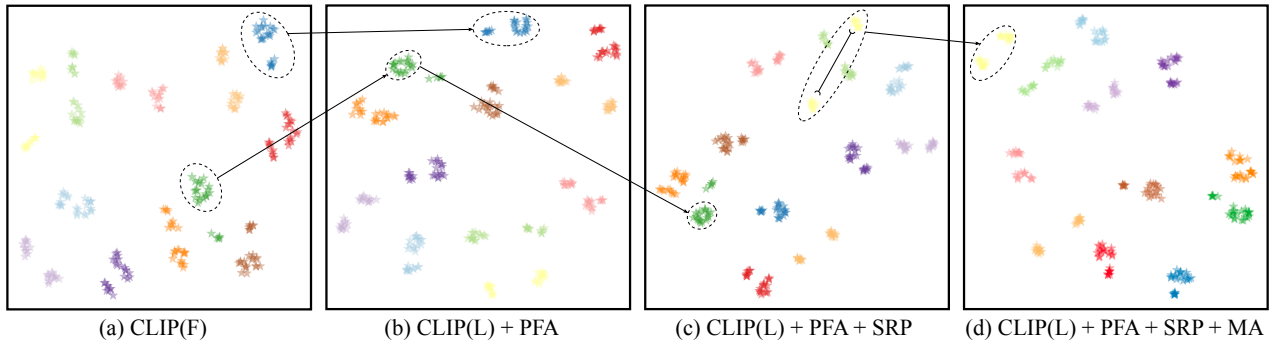 (a) CLIP(F)
(b) CLIP(L) + PFA
(c) CLIP(L) + PFA + SRP
(d) CLIP(L) + PFA + SRP + MA